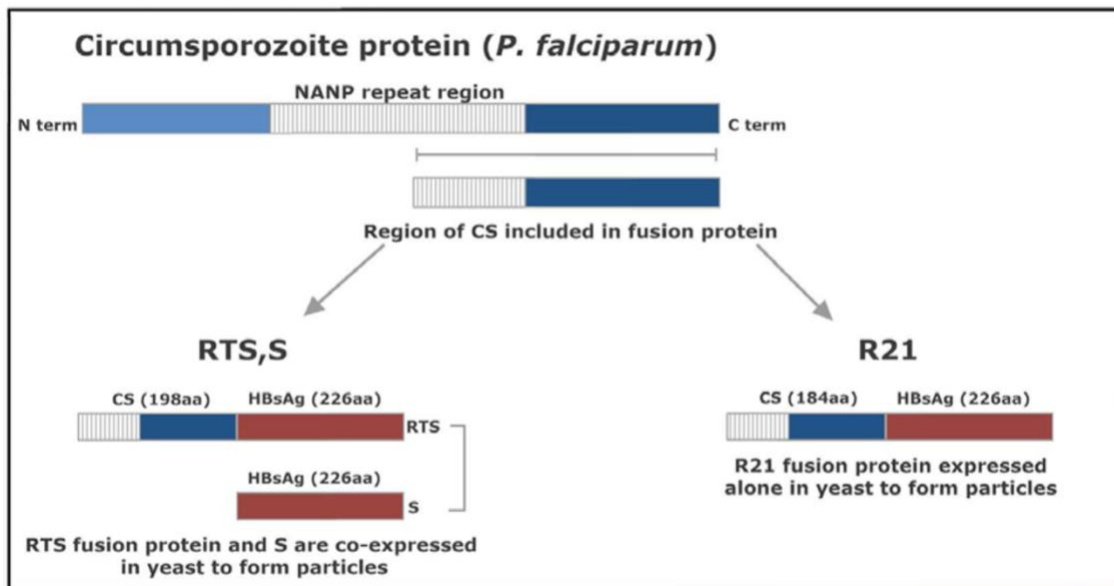 Circumsporozoite protein (P. falciparum)
NANP repeat region
N term
C term
Region of CS included in fusion protein
RTS,S
CS (198aa) HBsAg (226aa)
RTS
HBsAg (226aa)
S
RTS fusion protein and S are co-expressed
in yeast to form particles
R21
CS (184aa) HBsAg (226aa)
R21 fusion protein expressed
alone in yeast to form particles